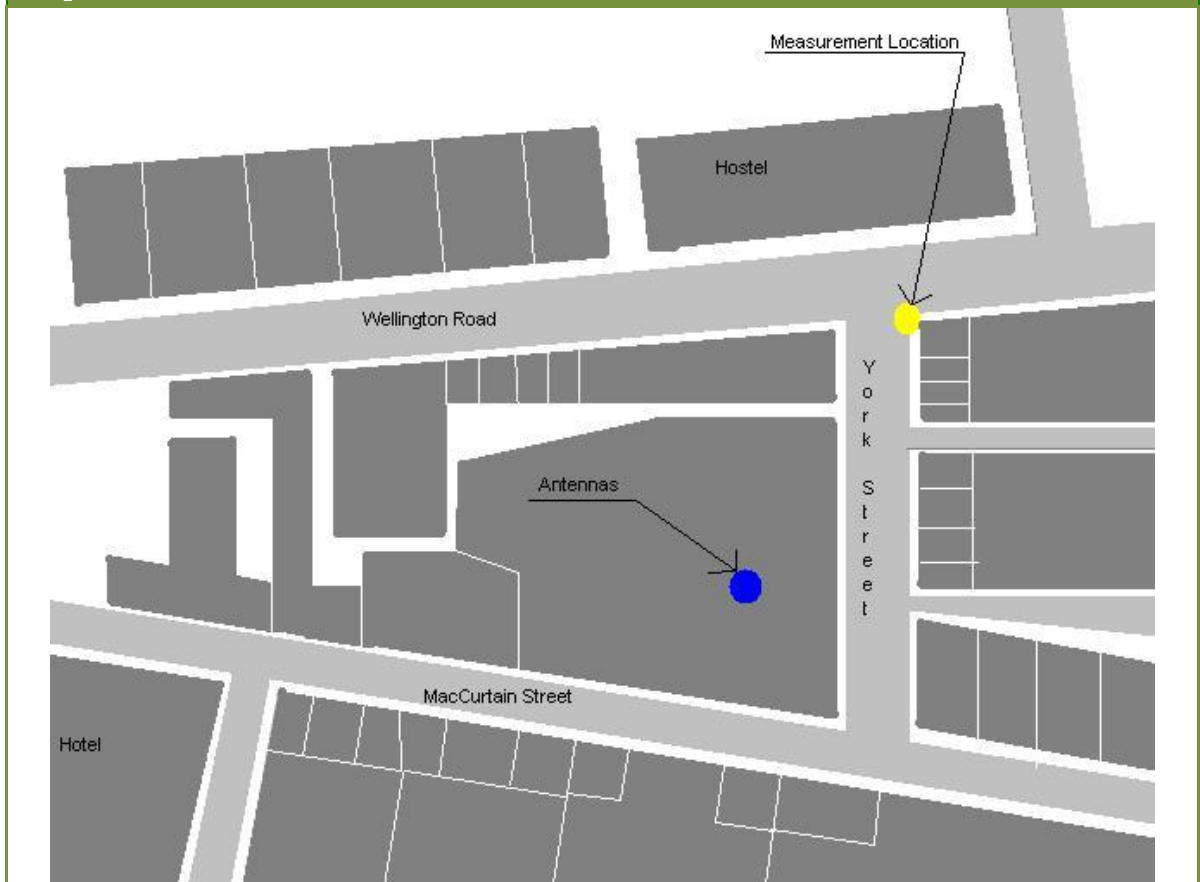 Measurement Location
Hostel
Wellington Road
York Street
Antennas
MacCurtain Street
Hotel